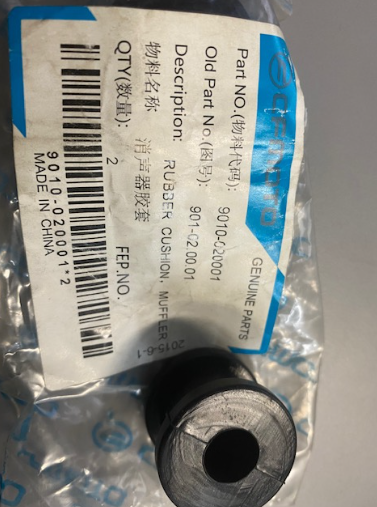 CFMOTO
GENUINE PARTS
Part NO.(物料代码): 9010-020001
Old Part No.(图号): 901-02.00.01
Description: RUBBER CUSHION, MUFFLER
物料名称 消声器胶套
QTY(数量): 2 FEP.NO.
2015-6-1
9010-020001*2
MADE IN CHINA